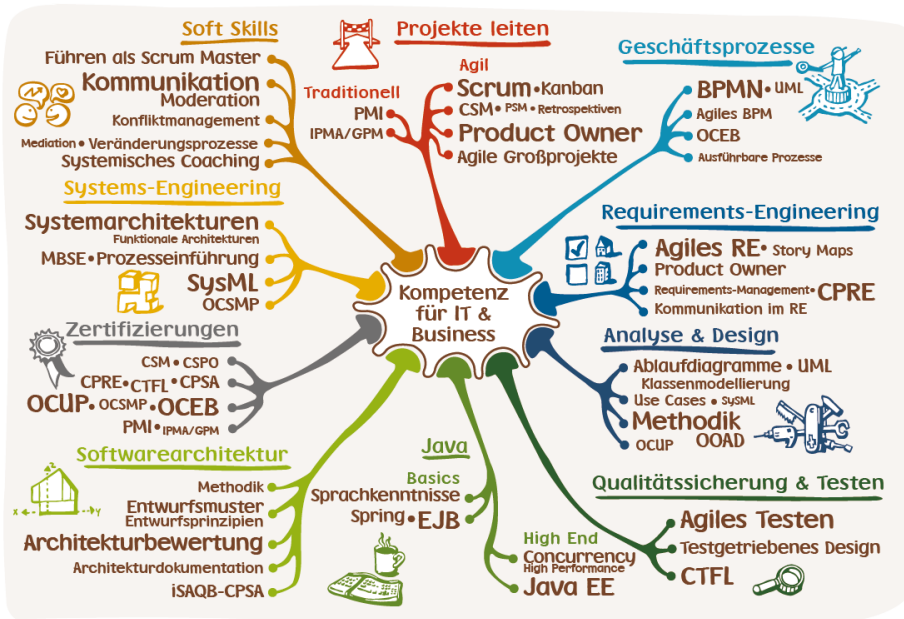 Soft Skills
Führen als Scrum Master
Kommunikation
Moderation
Konfliktmanagement
Mediation • Veränderungsprozesse
Systemisches Coaching
Projekte leiten
Traditionell
PMI
IPMA/GPM
Agil
Scrum • Kanban
CSM • PSM • Retrospektiven
Product Owner
Agile Großprojekte
Geschäftsprozesse
BPMN • UML
Agiles BPM
OCEB
Ausführbare Prozesse
Systems-Engineering
Systemarchitekturen
Funktionale Architekturen
MBSE • Prozesseinführung
SysML
OCSMP
Kompetenz
für IT &
Business
Requirements-Engineering
Agiles RE • Story Maps
Product Owner
Requirements-Management • CPRE
Kommunikation im RE
Zertifizierungen
CSM • CSPO
CPRE • CTFL • CPSA
OCUP • OCSMP • OCEB
PMI • IPMA/GPM
Analyse & Design
Ablaufdiagramme • UML
Klassenmodellierung
Use Cases • SySML
Methodik
OCUP OOAD
Softwarearchitektur
z
x
y
Methodik
Entwurfsmuster
Entwurfsprinzipien
Architekturbewertung
Architekturdokumentation
iSAQB-CPSA
Java
Basics
Sprachkenntnisse
Spring • EJB
High End
Concurrency
High Performance
Java EE
Qualitätssicherung & Testen
Agiles Testen
Testgetriebenes Design
CTFL